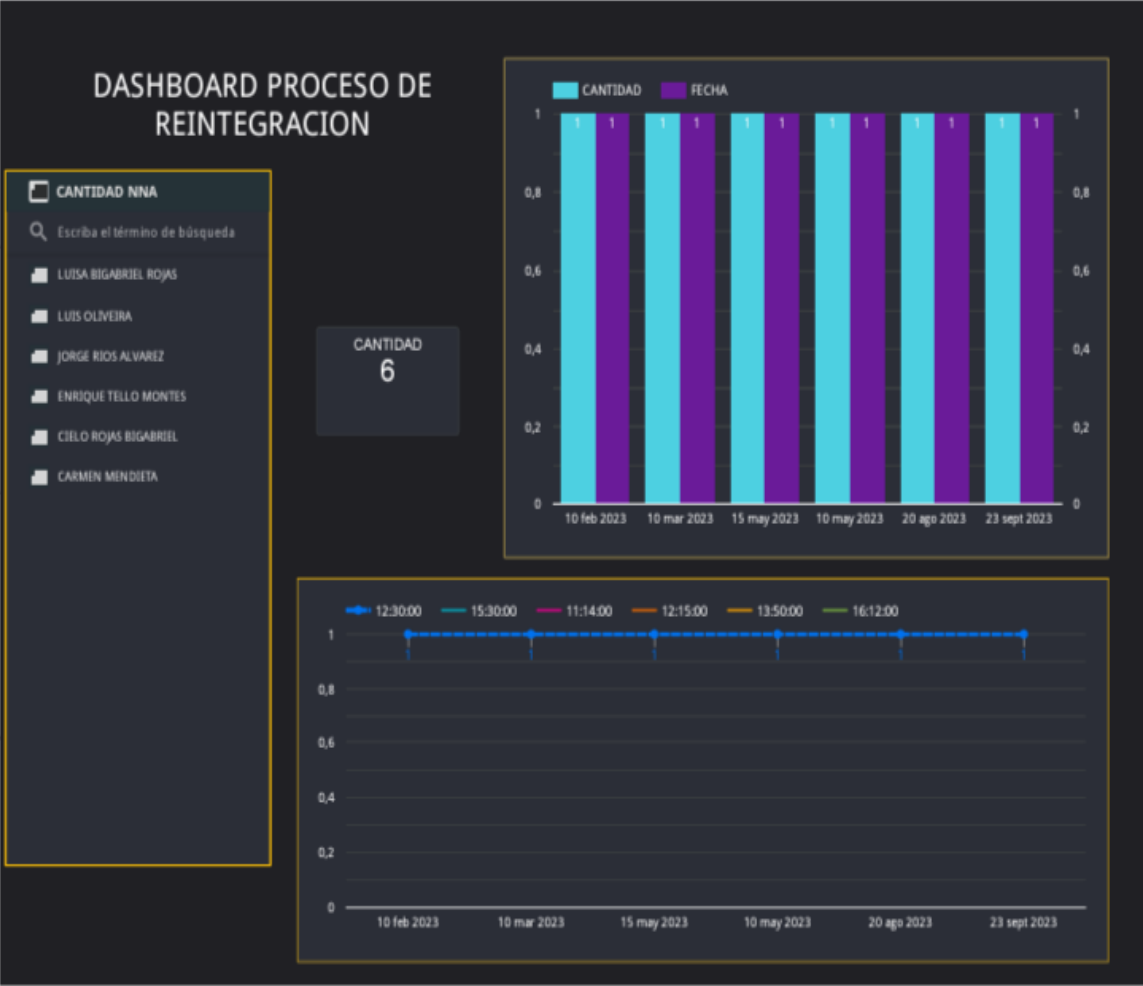 DASHBOARD PROCESO DE
REINTEGRACION
CANTIDAD NNA
Escriba el término de búsqueda
LUISA BIGABRIEL ROJAS
LUIS OLIVEIRA
JORGE RIOS ALVAREZ
ENRIQUE TELLO MONTES
CIELO ROJAS BIGABRIEL
CARMEN MENDIETA
CANTIDAD
6
CANTIDAD FECHA
1 1
1 1 1 1 1 1 1 1 1 1 1 1
0,8 0,8
0,6 0,6
0,4 0,4
0,2 0,2
0 0
10 feb 2023 10 mar 2023 15 may 2023 10 may 2023 20 ago 2023 23 sept 2023
12:30:00 15:30:00 11:14:00 12:15:00 13:50:00 16:12:00
1
1 1 1 1 1 1
0,8
0,6
0,4
0,2
0
10 feb 2023 10 mar 2023 15 may 2023 10 may 2023 20 ago 2023 23 sept 2023